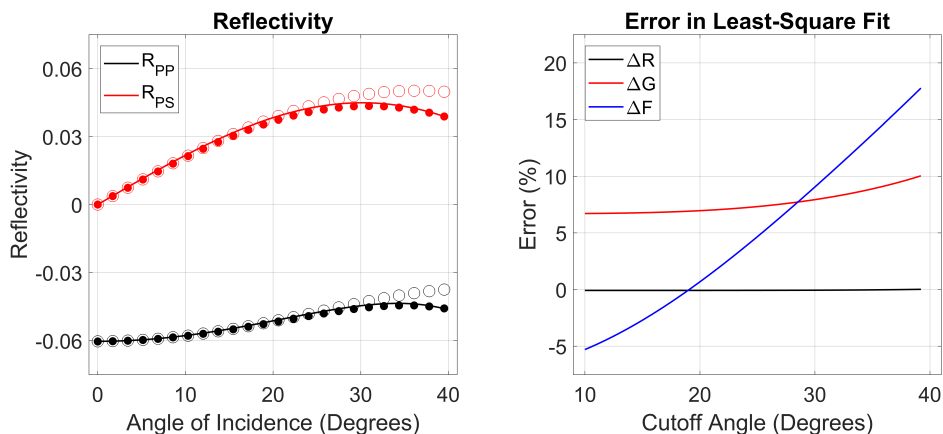 Reflectivity
R_PP
R_PS
0.06
0.03
0
-0.03
-0.06
Reflectivity
0
10
20
30
40
Angle of Incidence (Degrees)
Error in Least-Square Fit
ΔR
ΔG
ΔF
20
15
10
5
0
-5
Error (%)
10
20
30
40
Cutoff Angle (Degrees)